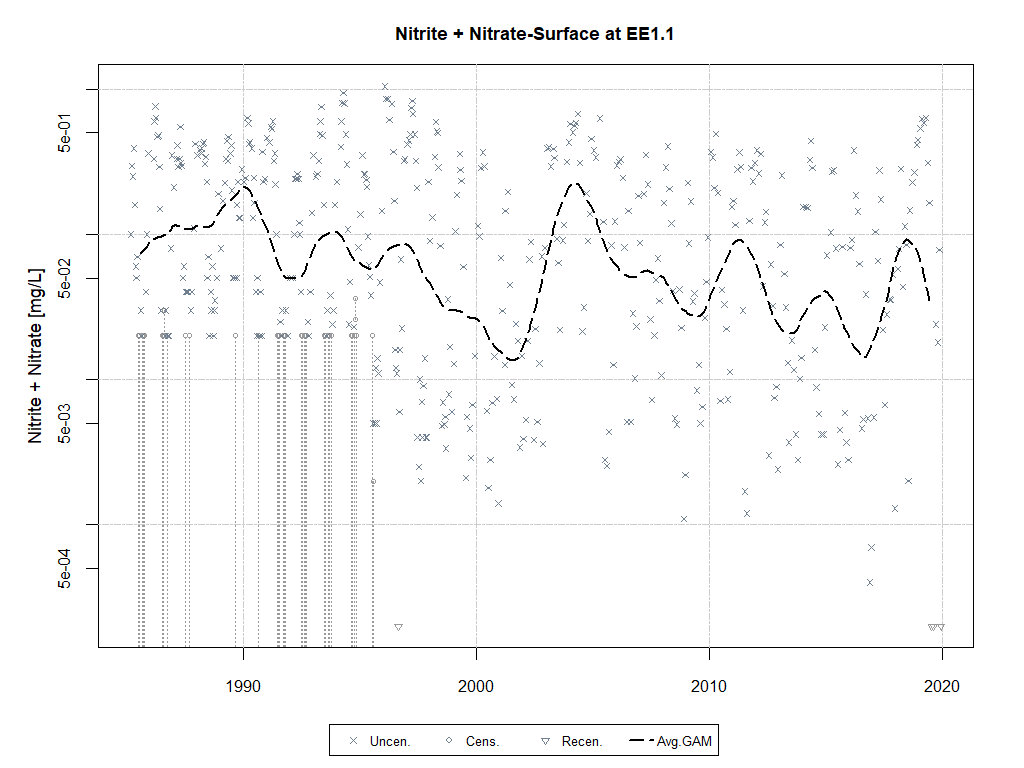 Nitrite + Nitrate-Surface at EE1.1
Nitrite + Nitrate [mg/L]
5e-01
5e-02
5e-03
5e-04
1990 2000 2010 2020
Uncen. Cens. Recen. Avg.GAM